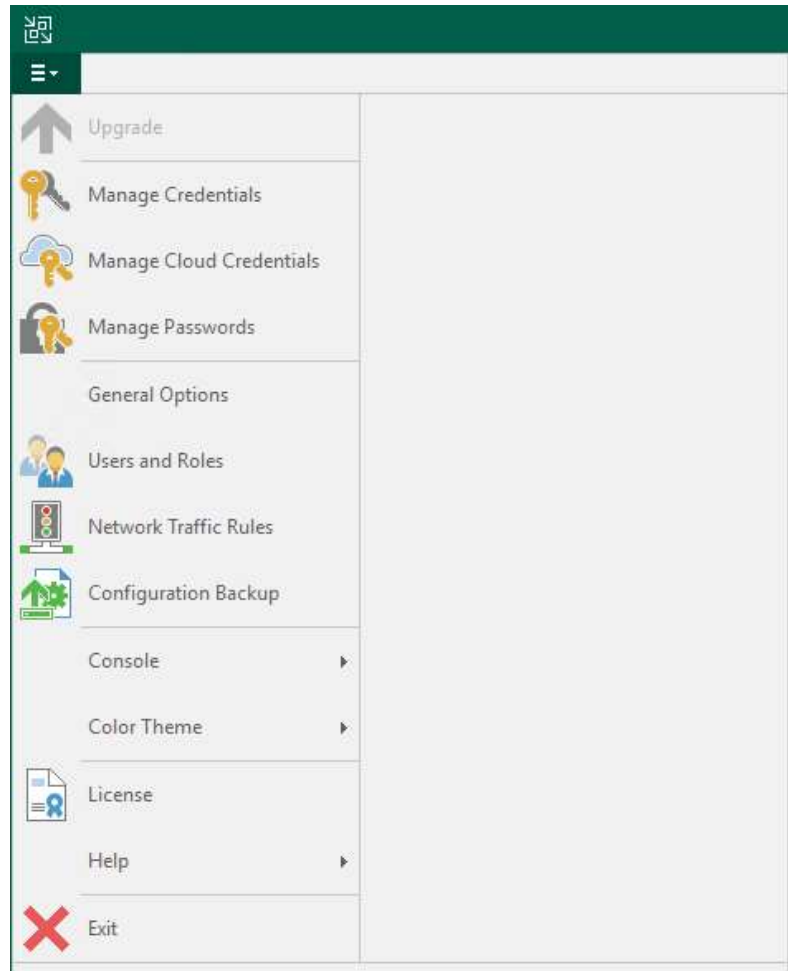 Upgrade
Manage Credentials
Manage Cloud Credentials
Manage Passwords
General Options
Users and Roles
Network Traffic Rules
Configuration Backup
Console
Color Theme
License
Help
Exit